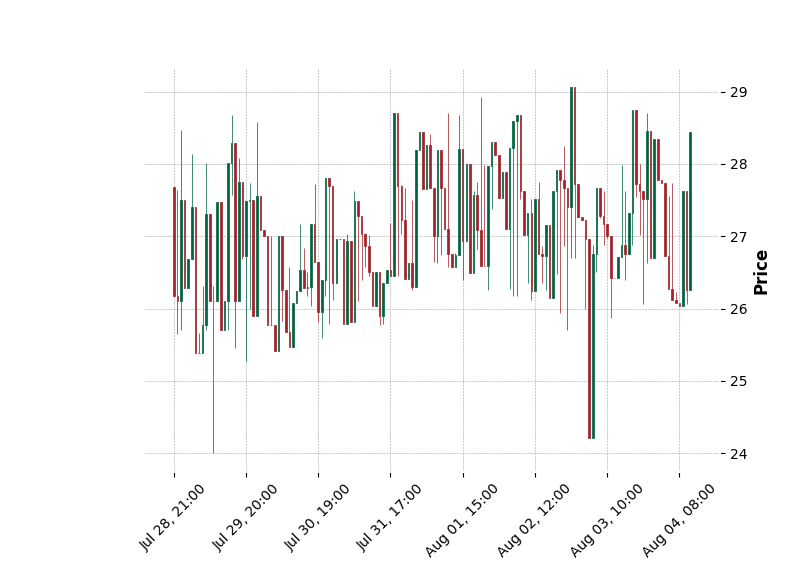 29
28
27
26
25
24
Price
Jul 28, 21:00
Jul 29, 20:00
Jul 30, 19:00
Jul 31, 17:00
Aug 01, 15:00
Aug 02, 12:00
Aug 03, 10:00
Aug 04, 08:00